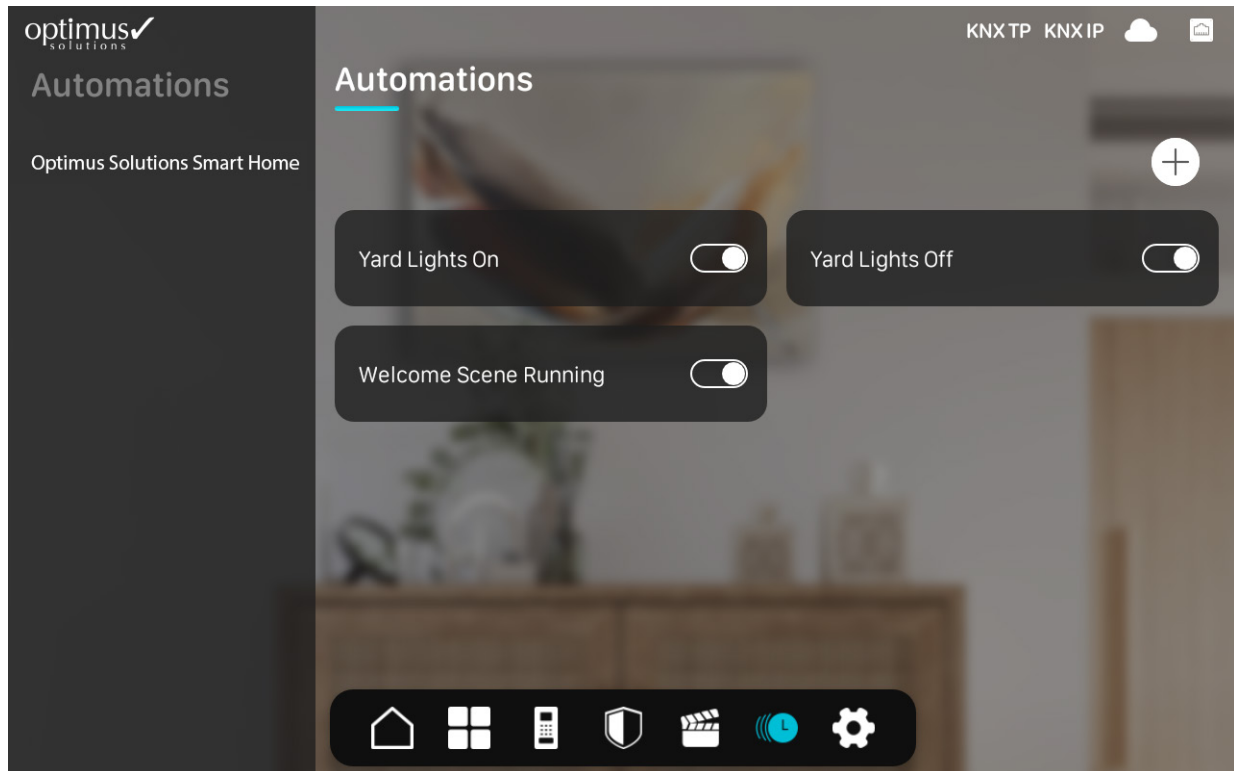 optimus
solutions
KNX TP KNX IP
Automations
Automations
Optimus Solutions Smart Home
Yard Lights On
Yard Lights Off
Welcome Scene Running